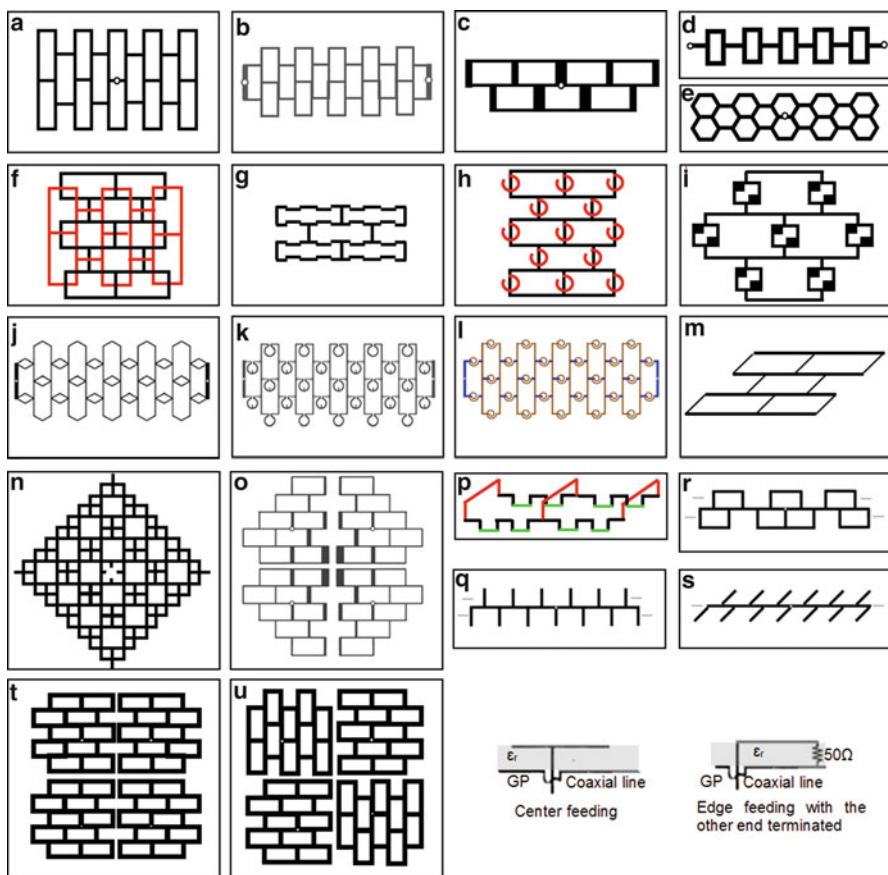 a
b
c
d
e
f
g
h
i
j
k
l
m
n
o
p
r
q
s
t
u
εr
GP Coaxial line
Center feeding
εr 50Ω
GP Coaxial line
Edge feeding with the
other end terminated